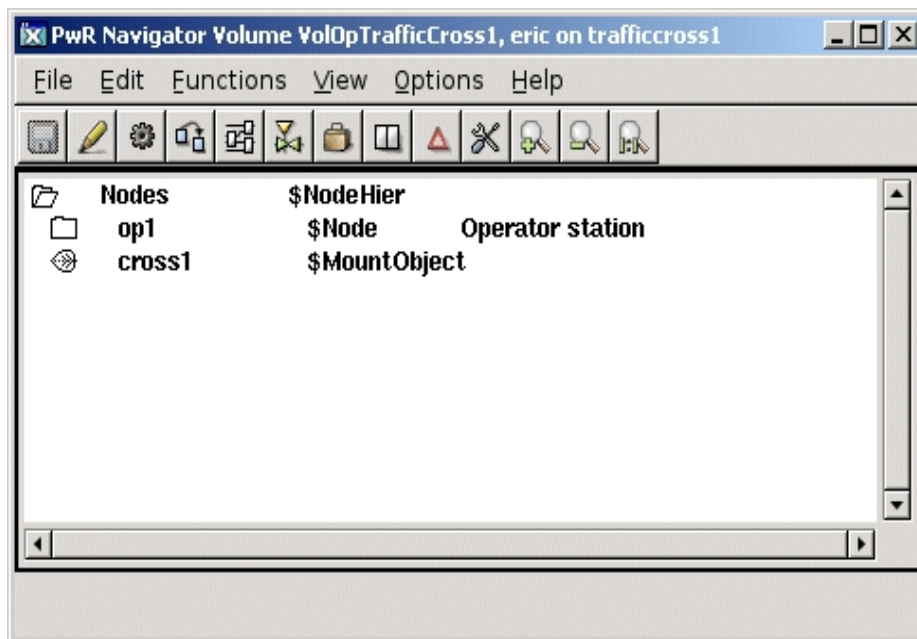 PwR Navigator Volume VolOpTrafficCross1, eric on trafficcross1
File Edit Functions View Options Help
Nodes $NodeHier
op1 $Node Operator station
cross1 $MountObject